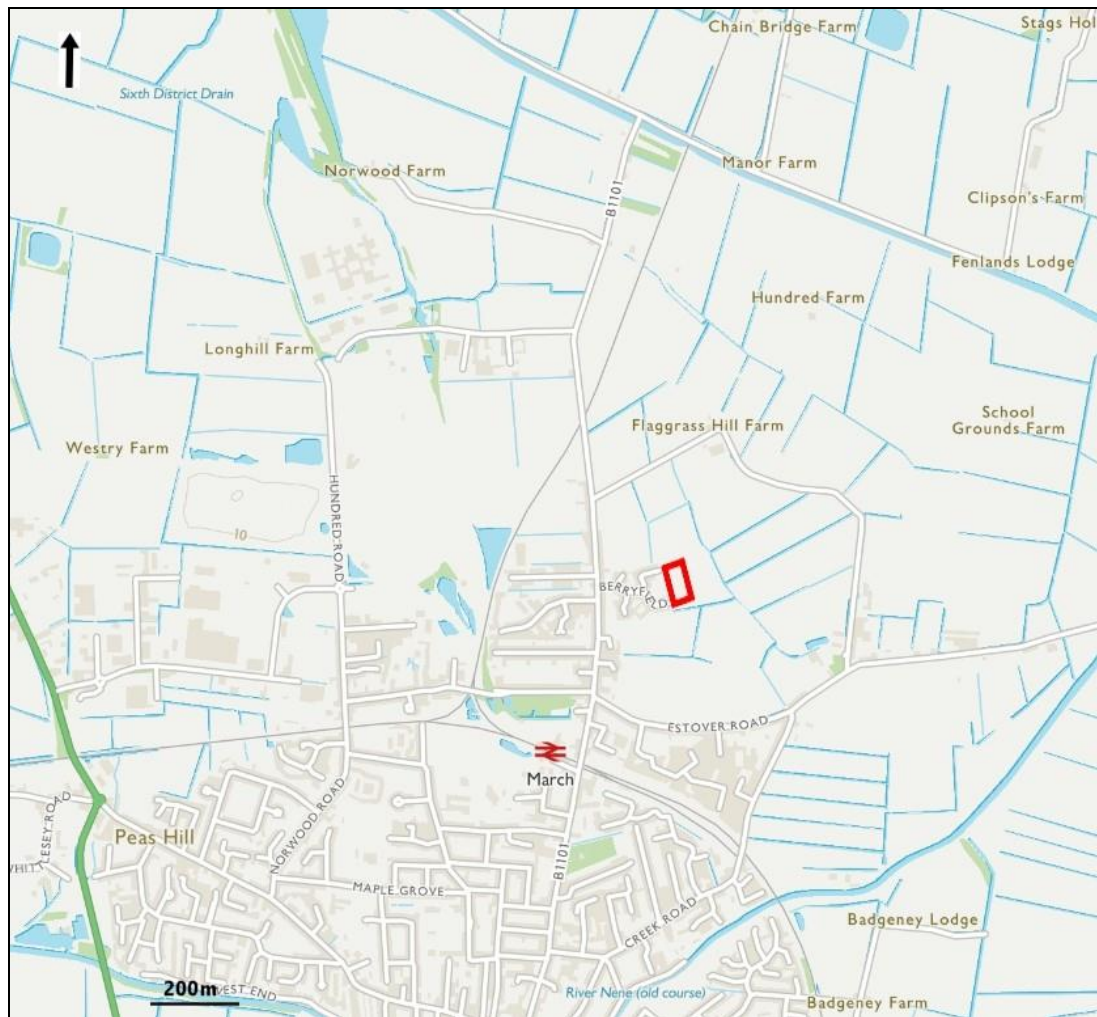 Chain Bridge Farm
Stags Hol
Sixth District Drain
Norwood Farm
Manor Farm
B1101
Clipson's Farm
Fenlands Lodge
Hundred Farm
Longhill Farm
School
Grounds Farm
Flaggrass Hill Farm
Westry Farm
HUNDRED ROAD
10
BERRYFIELD
ESTOVER ROAD
March
Peas Hill
NORWOOD ROAD
WHITTLESEY ROAD
B1101
MAPLE GROVE
CREEK ROAD
Badgeney Lodge
200m
WEST END
River Nene (old course)
Badgeney Farm